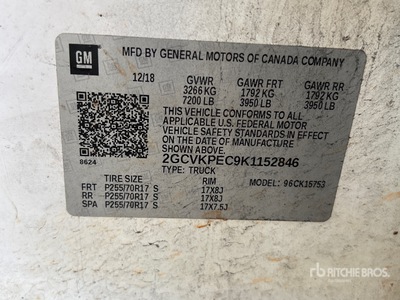 GM
MFD BY GENERAL MOTORS OF CANADA COMPANY
12/18 GVWR GAWR FRT GAWR RR
3266 KG 1792 KG 1792 KG
7200 LB 3950 LB 3950 LB
THIS VEHICLE CONFORMS TO ALL
APPLICABLE U.S. FEDERAL MOTOR
VEHICLE SAFETY STANDARDS IN EFFECT
ON THE DATE OF MANUFACTURE
SHOWN ABOVE.
8624 2GCVKPEC9K1152846
TYPE: TRUCK MODEL: 96CK15753
TIRE SIZE RIM
FRT P255/70R17 S 17X8J
RR P255/70R17 S 17X8J
SPA P255/70R17 S 17X7.5J
rb RITCHIE BROS.